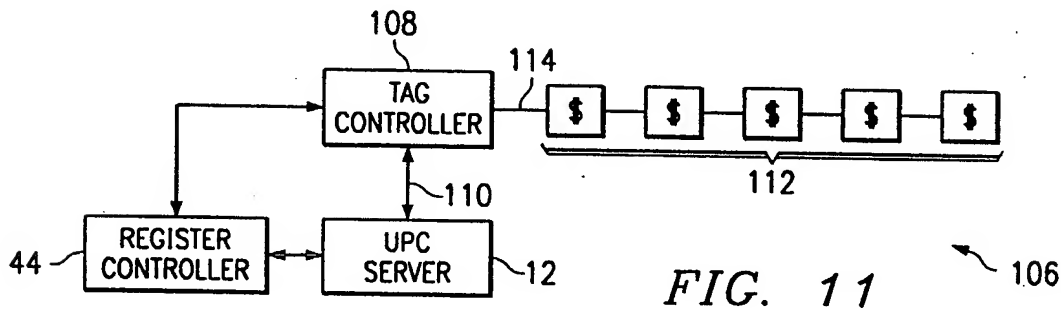 108
TAG
CONTROLLER
114
$ $ $ $ $
112
110
44
REGISTER
CONTROLLER
UPC
SERVER
12
FIG. 11
106